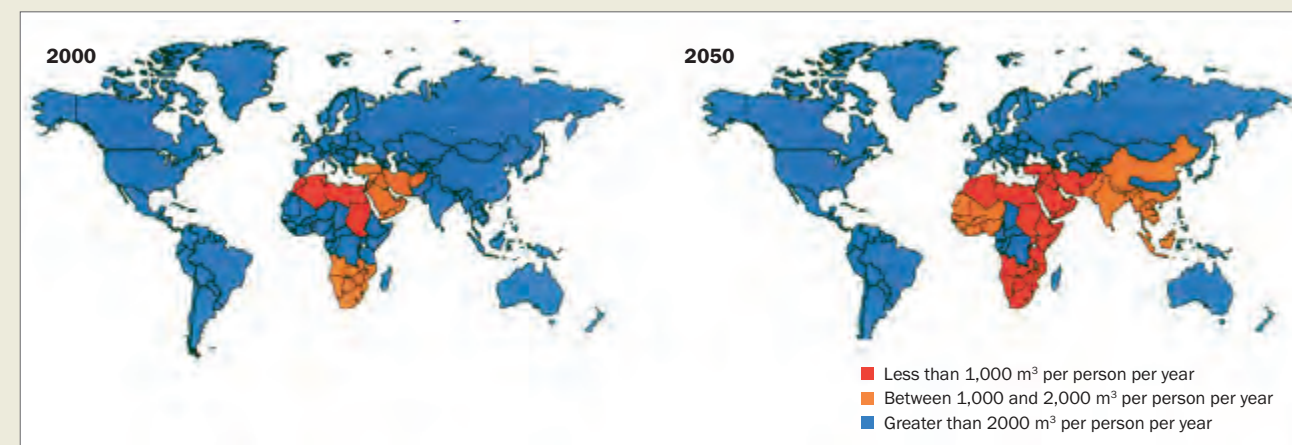 2000
2050
Less than 1,000 m³ per person per year
Between 1,000 and 2,000 m³ per person per year
Greater than 2000 m³ per person per year